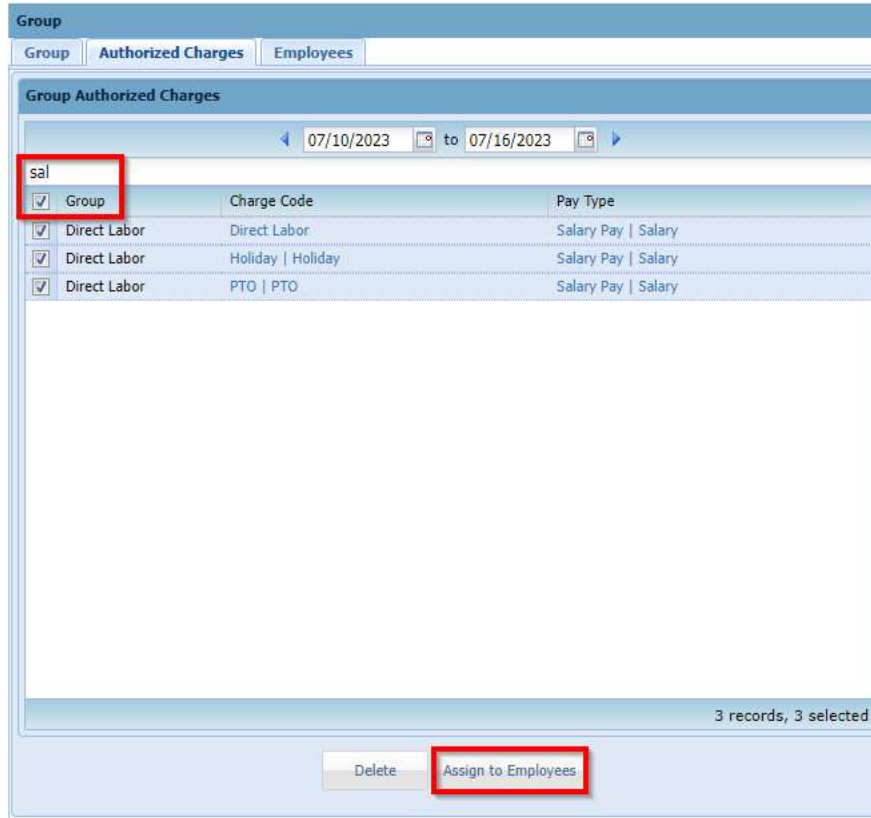 Group
Group Authorized Charges Employees
Group Authorized Charges
07/10/2023 to 07/16/2023
sal
Group Charge Code Pay Type
Direct Labor Direct Labor Salary Pay | Salary
Direct Labor Holiday | Holiday Salary Pay | Salary
Direct Labor PTO | PTO Salary Pay | Salary
3 records, 3 selected
Delete Assign to Employees